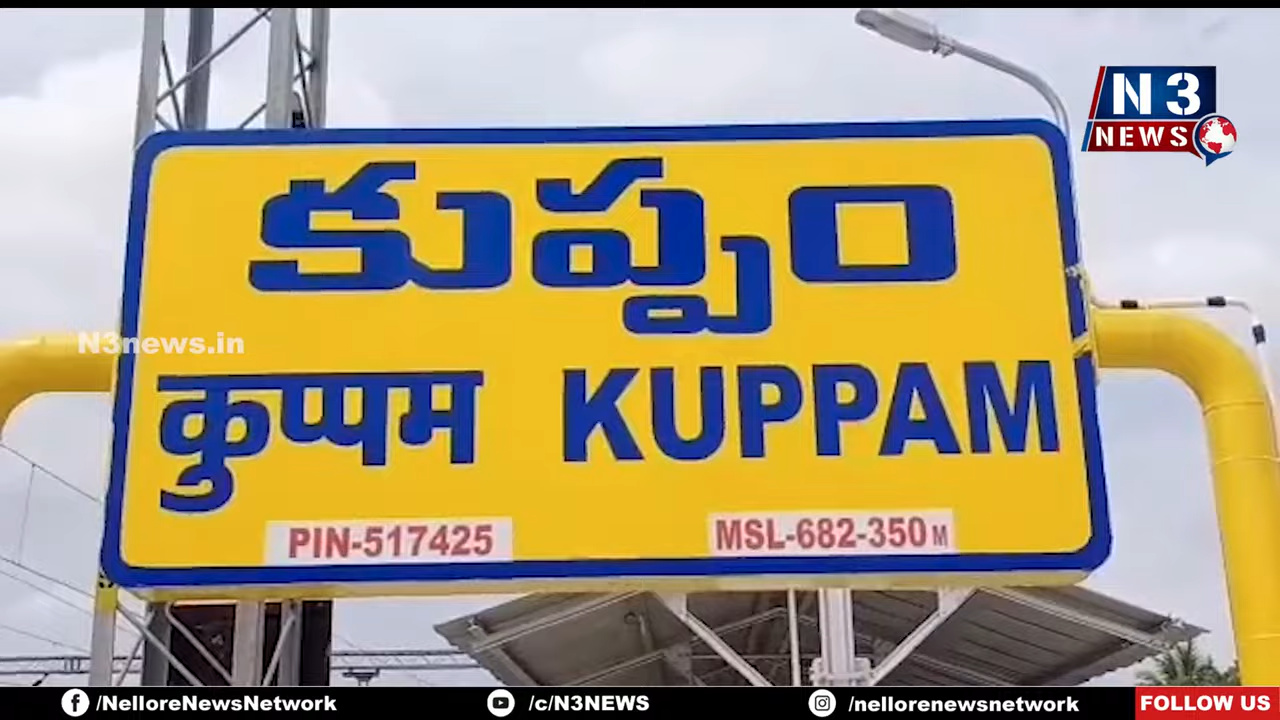 N3
NEWS
కుప్పం
N3news.in
कुप्पम KUPPAM
PIN-517425 MSL-682-350 M
/NelloreNewsNetwork /c/N3NEWS /nellorenewsnetwork FOLLOW US